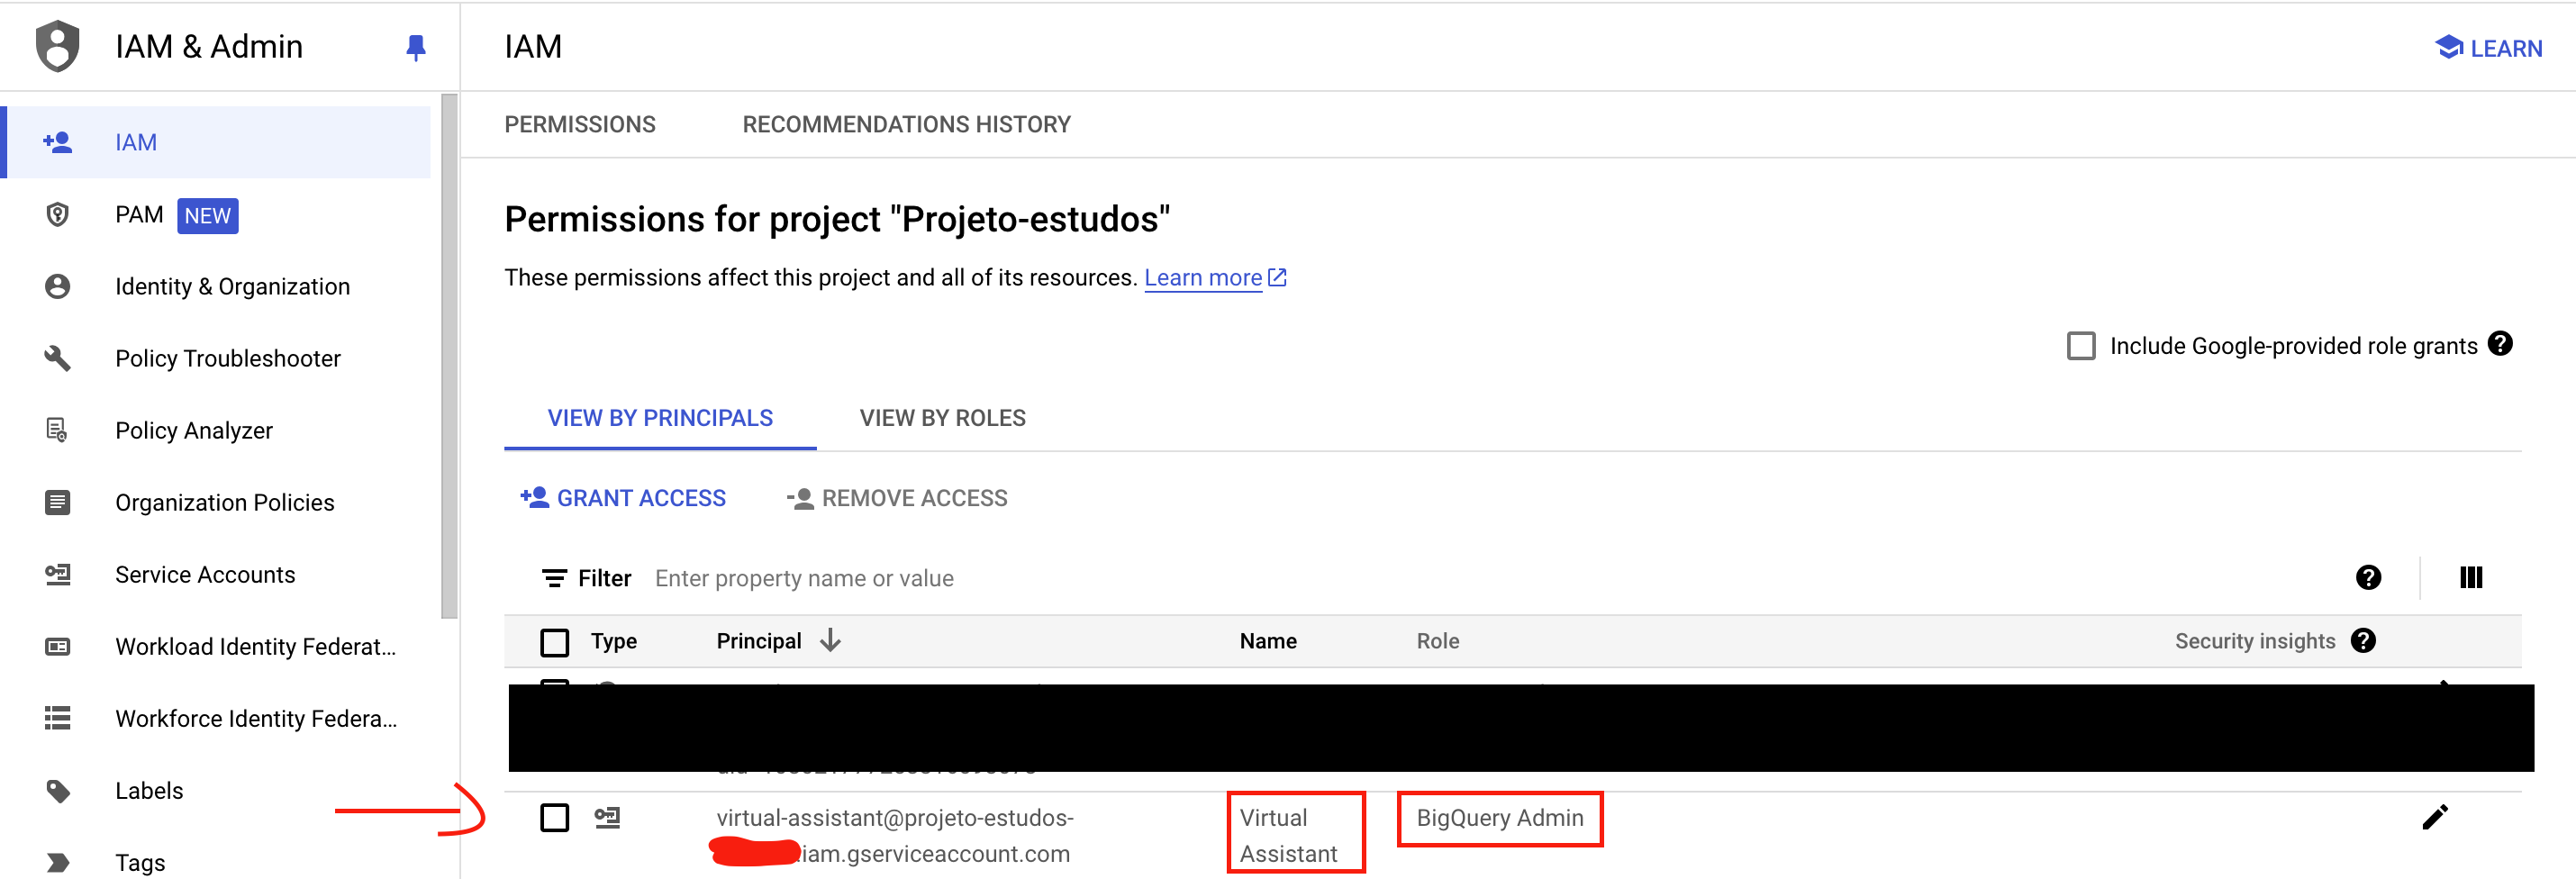 IAM & Admin
IAM
LEARN
IAM
PAM NEW
Identity & Organization
Policy Troubleshooter
Policy Analyzer
Organization Policies
Service Accounts
Workload Identity Federat...
Workforce Identity Federa...
Labels
Tags
PERMISSIONS RECOMMENDATIONS HISTORY
Permissions for project "Projeto-estudos"
These permissions affect this project and all of its resources. Learn more
Include Google-provided role grants ?
VIEW BY PRINCIPALS VIEW BY ROLES
GRANT ACCESS REMOVE ACCESS
Filter Enter property name or value ?
Type Principal Name Role Security insights ?
virtual-assistant@projeto-estudos- Virtual BigQuery Admin
.iam.gserviceaccount.com Assistant